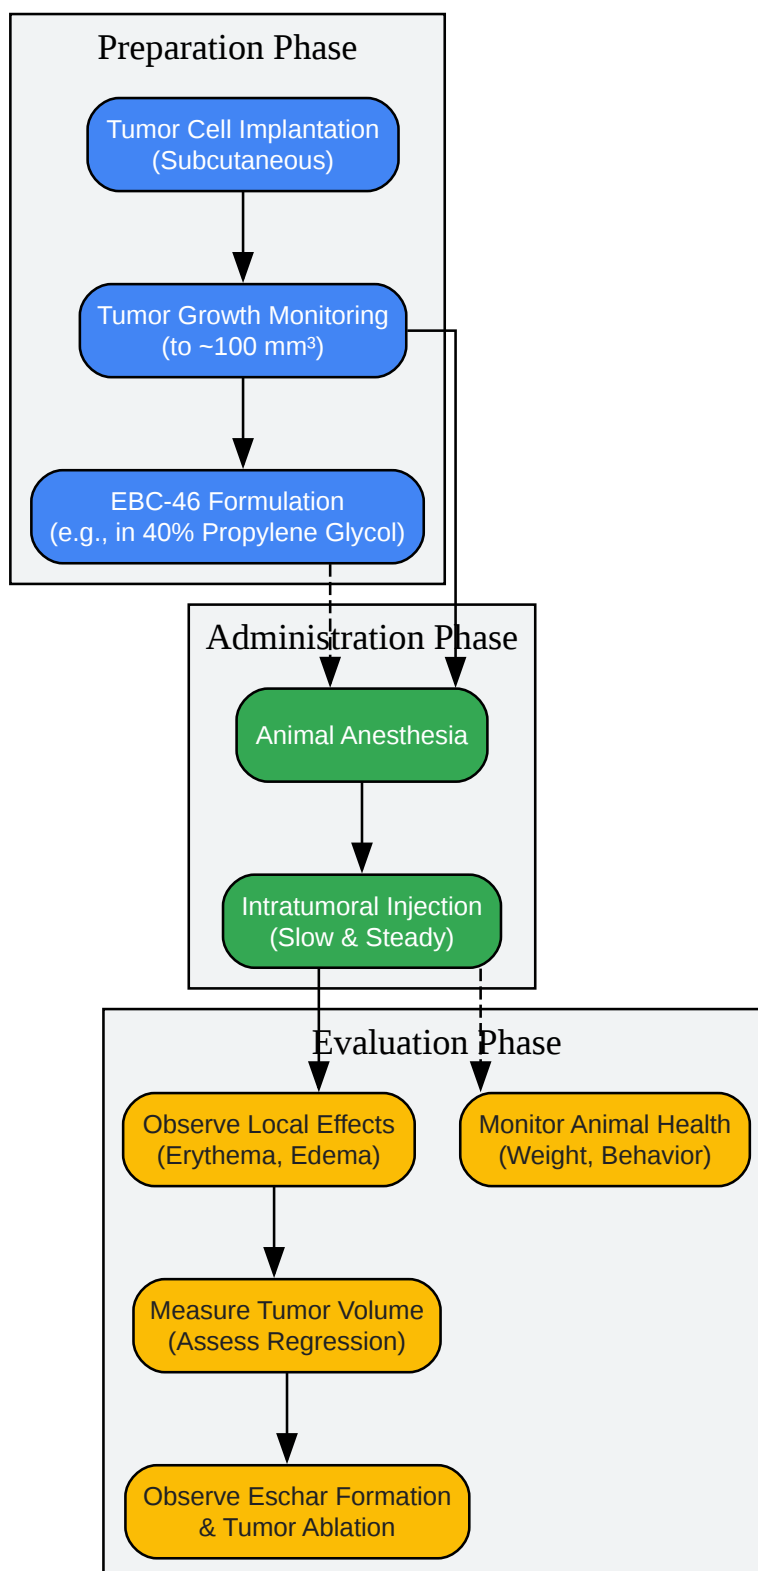 Preparation Phase
Tumor Cell Implantation
(Subcutaneous)
Tumor Growth Monitoring
(to ~100 mm³)
EBC-46 Formulation
(e.g., in 40% Propylene Glycol)
Administration Phase
Animal Anesthesia
Intratumoral Injection
(Slow & Steady)
Evaluation Phase
Observe Local Effects
(Erythema, Edema)
Monitor Animal Health
(Weight, Behavior)
Measure Tumor Volume
(Assess Regression)
Observe Eschar Formation
& Tumor Ablation